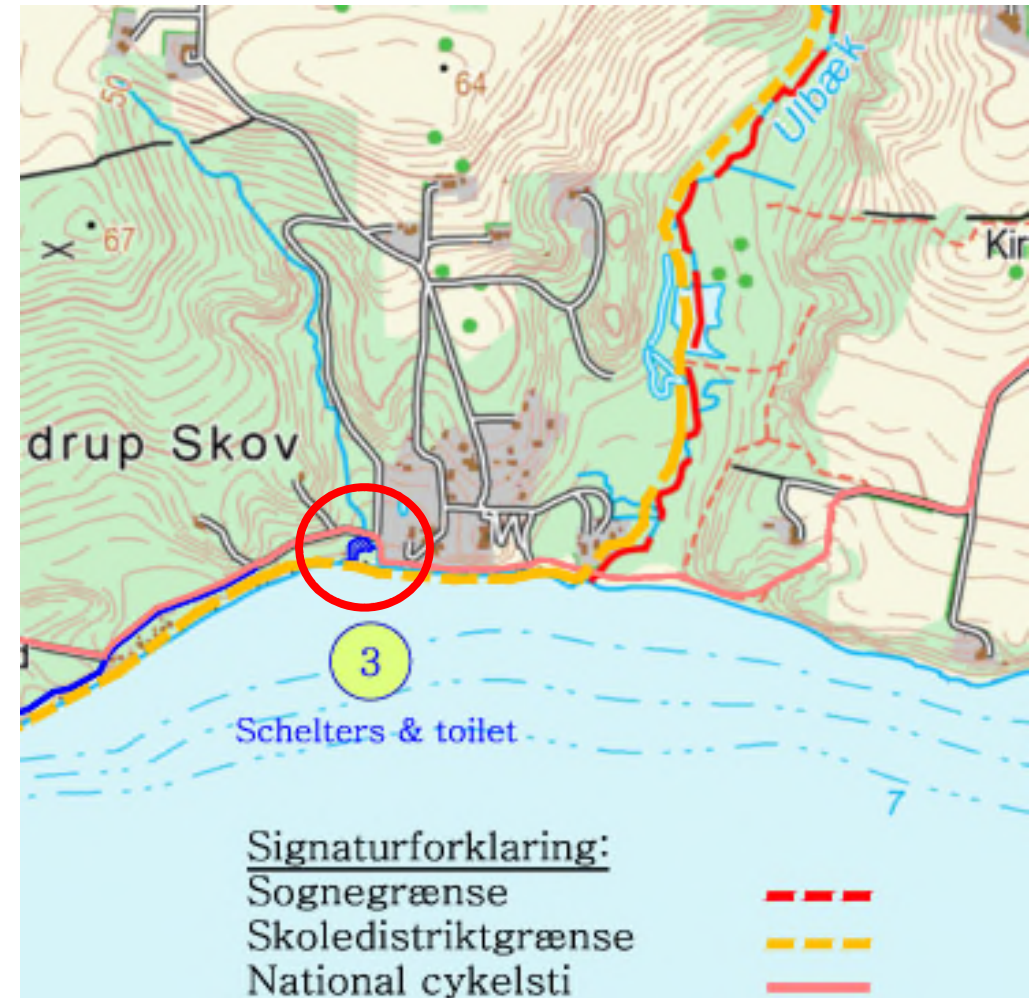 64
50
Ulbæk
67
Kir
drup Skov
W
3
Schelters & toilet
7
Signaturforklaring:
Sognegrænse
Skoledistriktgrænse
National cykelsti